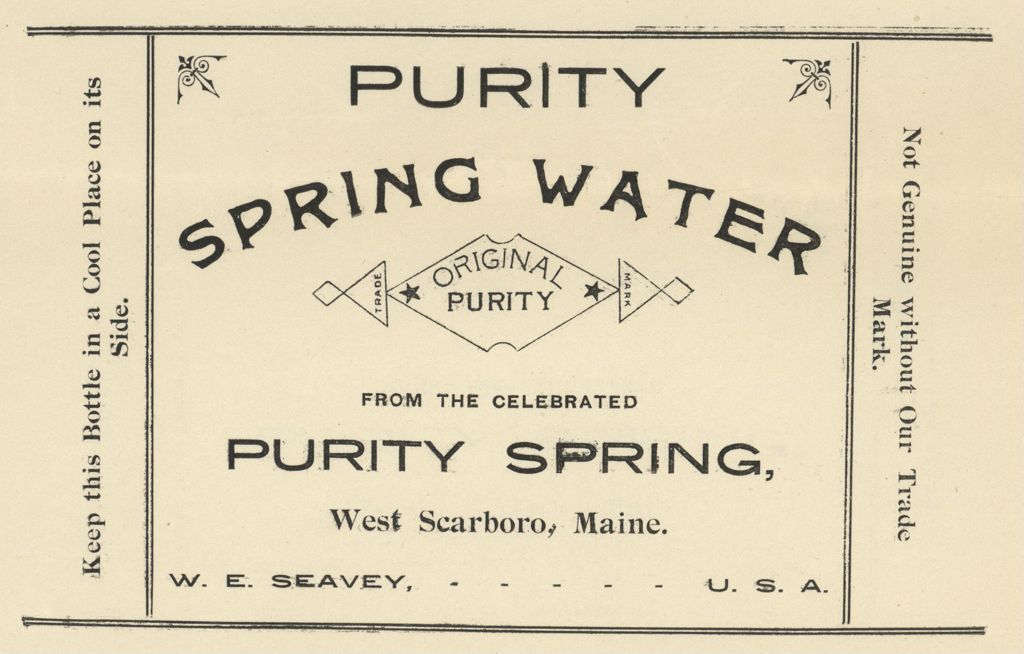 Keep this Bottle in a Cool Place on its
Side.
PURITY
SPRING WATER
TRADE
ORIGINAL
PURITY
MARK
FROM THE CELEBRATED
PURITY SPRING,
West Scarboro, Maine.
W. E. SEAVEY, - - - - - - U. S. A.
Not Genuine without Our Trade
Mark.